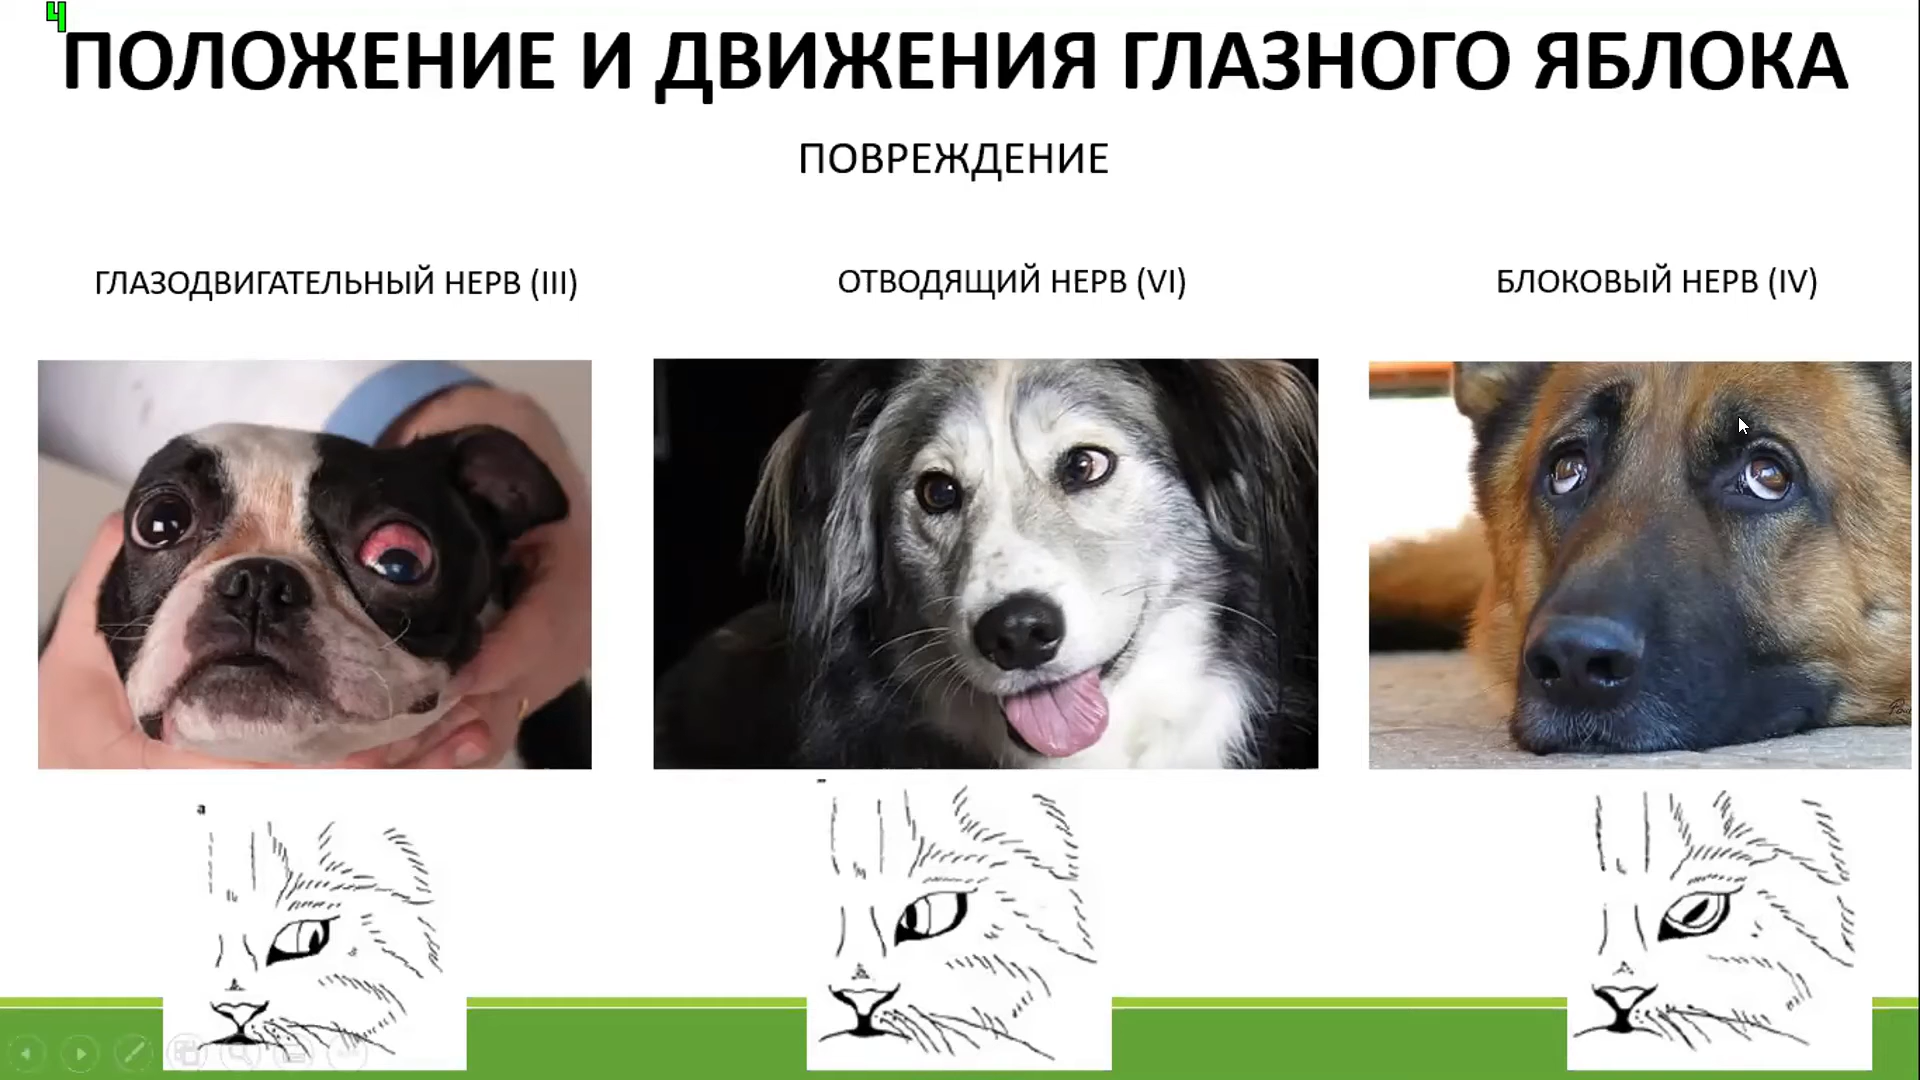 Ч
ПОЛОЖЕНИЕ И ДВИЖЕНИЯ ГЛАЗНОГО ЯБЛОКА
ПОВРЕЖДЕНИЕ
ГЛАЗОДВИГАТЕЛЬНЫЙ НЕРВ (III)
ОТВОДЯЩИЙ НЕРВ (VI)
БЛОКОВЫЙ НЕРВ (IV)
а